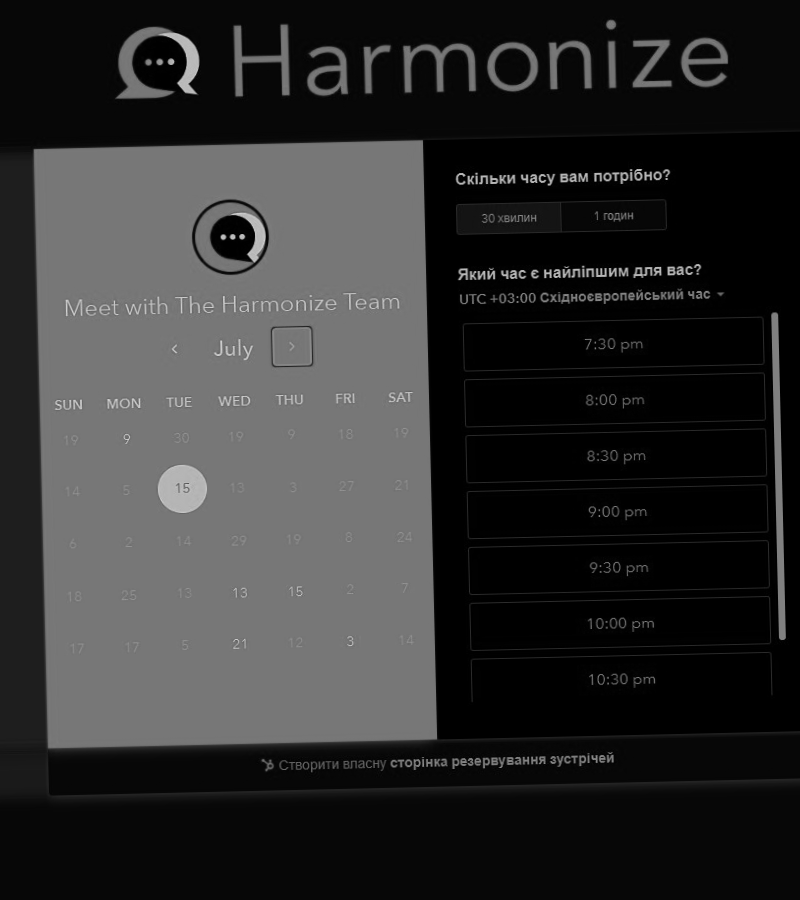 Harmonize
Meet with The Harmonize Team
July
SUN MON TUE WED THU FRI SAT
19 9 30 19 9 18 19
14 5 15 13 3 27 21
6 2 14 29 19 8 24
18 25 13 13 15 2 7
17 17 5 21 12 3 14
Скільки часу вам потрібно?
30 хвилин 1 годин
Який час є найліпшим для вас?
UTC +03:00 Східноєвропейський час
7:30 pm
8:00 pm
8:30 pm
9:00 pm
9:30 pm
10:00 pm
10:30 pm
Створити власну сторінка резервування зустрічей